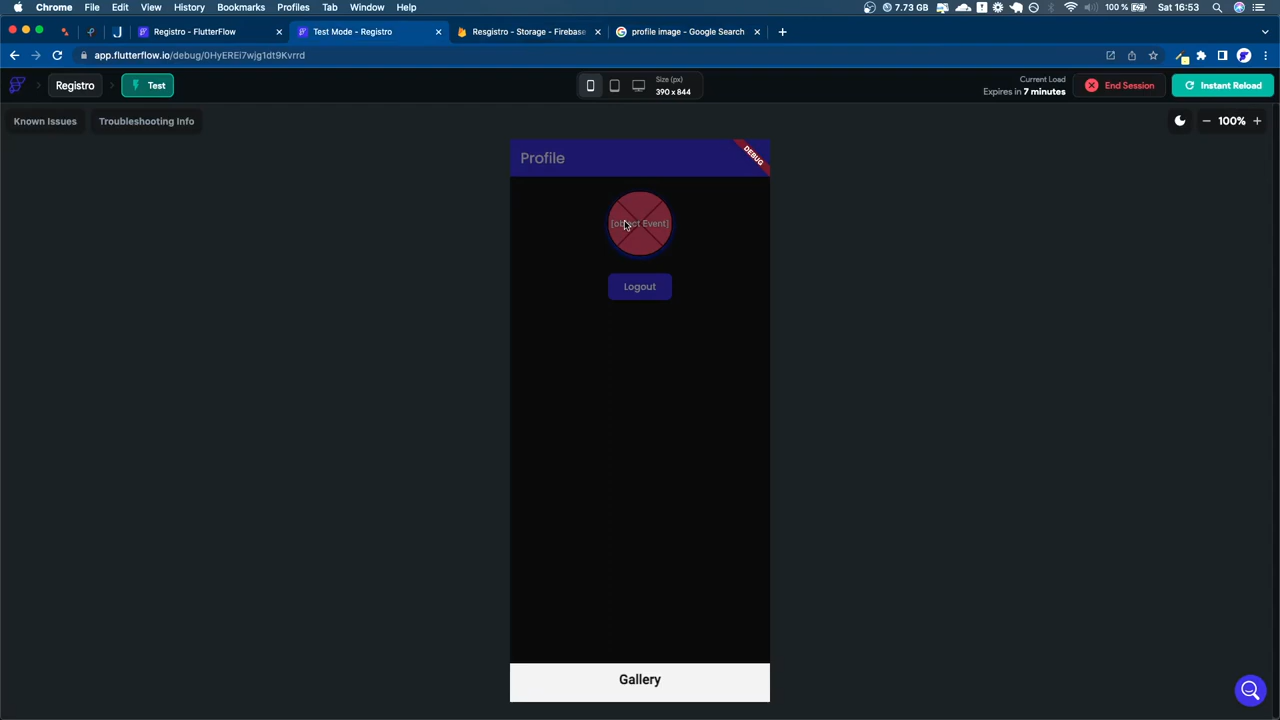 Chrome File Edit View History Bookmarks Profiles Tab Window Help 7.73 GB 100 % Sat 16:53
Registro - FlutterFlow Test Mode - Registro Resgistro - Storage - Firebase profile image - Google Search
app.flutterflow.io/debug/0HyEREi7wjg1dt9Kvrrd
Registro Test Size (px) 390 x 844 Current Load Expires in 7 minutes End Session Instant Reload
Known Issues Troubleshooting Info 100%
Profile DEBUG
[object Event]
Logout
Gallery